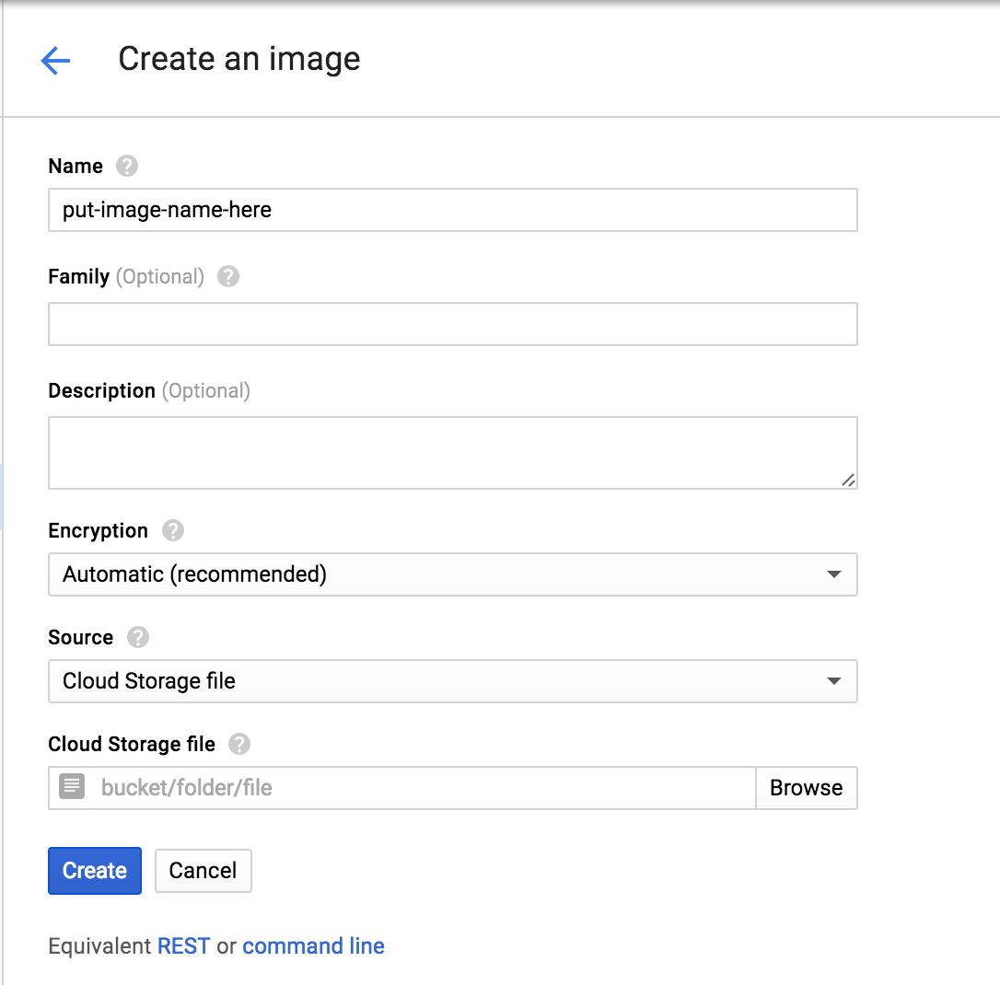 Create an image
Name ?
put-image-name-here
Family (Optional) ?
Description (Optional)
Encryption ?
Automatic (recommended)
Source ?
Cloud Storage file
Cloud Storage file ?
bucket/folder/file Browse
Create Cancel
Equivalent REST or command line